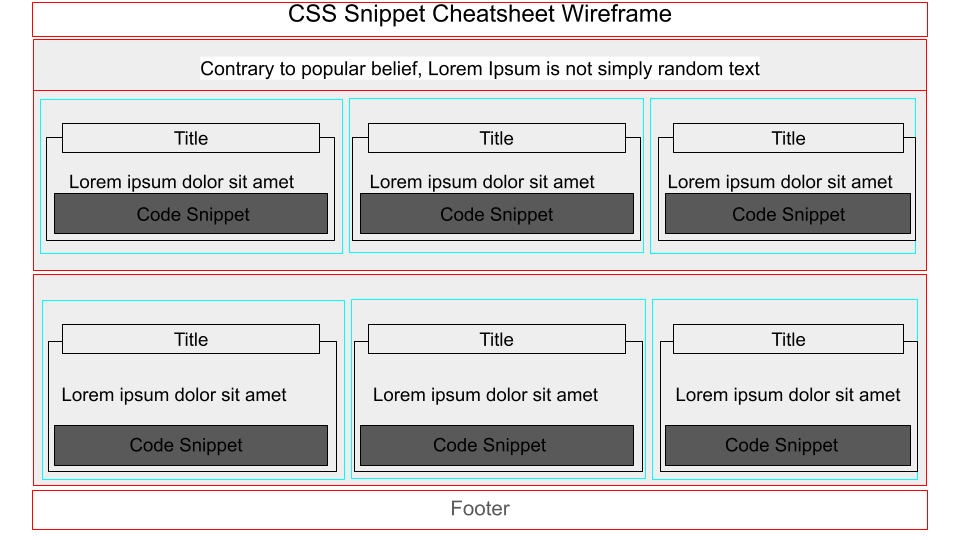 CSS Snippet Cheatsheet Wireframe
Contrary to popular belief, Lorem Ipsum is not simply random text
Title
Lorem ipsum dolor sit amet
Code Snippet
Title
Lorem ipsum dolor sit amet
Code Snippet
Title
Lorem ipsum dolor sit amet
Code Snippet
Title
Lorem ipsum dolor sit amet
Code Snippet
Title
Lorem ipsum dolor sit amet
Code Snippet
Title
Lorem ipsum dolor sit amet
Code Snippet
Footer